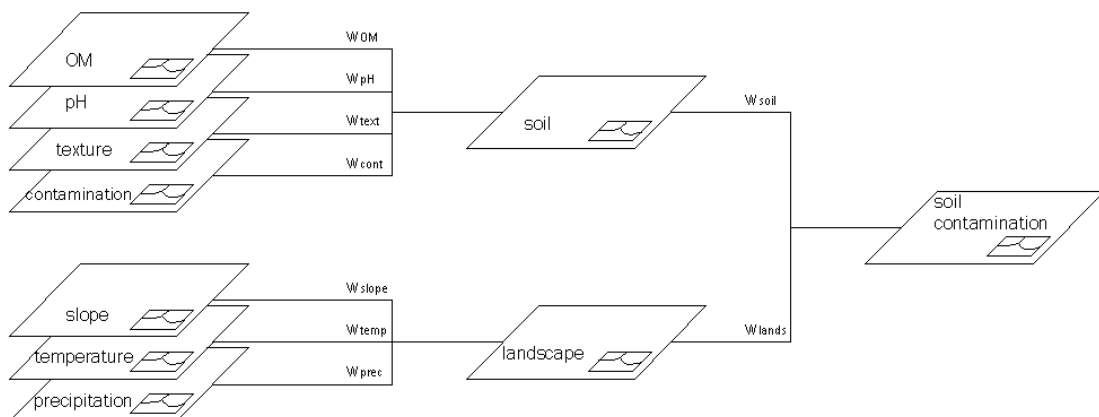 OM
pH
texture
contamination
WOM
WpH
Wtext
Wcont
soil
Wsoil
soil
contamination
slope
temperature
precipitation
Wslope
Wtemp
Wprec
landscape
Wlands